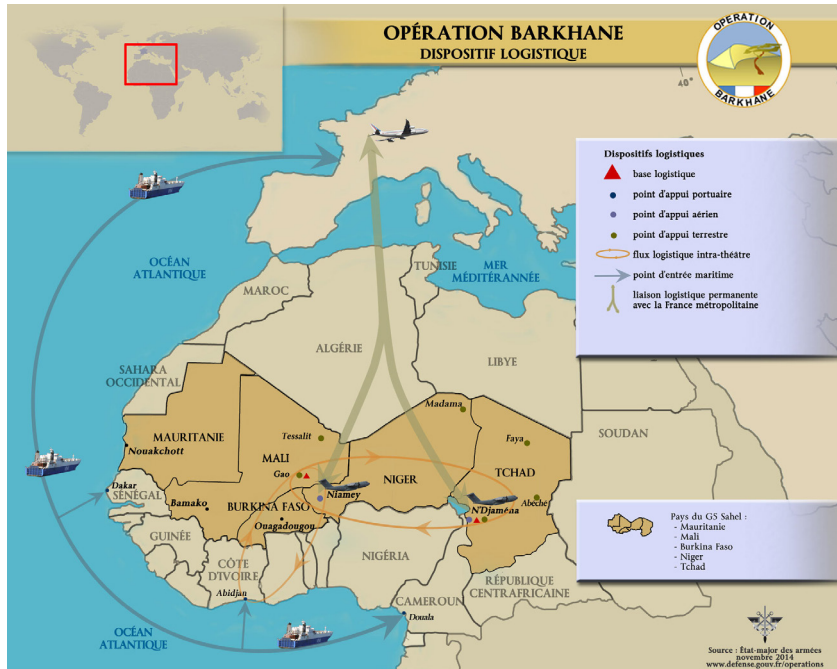 OPÉRATION BARKHANE
DISPOSITIF LOGISTIQUE
OPERATION
BARKHANE
40°
Dispositifs logistiques
base logistique
point d'appui portuaire
point d'appui aérien
point d'appui terrestre
flux logistique intra-théâtre
point d'entrée maritime
liaison logistique permanente
avec la France métropolitaine
OCÉAN
ATLANTIQUE
MER
MÉDITÉRRANNÉE
TUNISIE
MAROC
ALGÉRIE
LIBYE
SAHARA
OCCIDENTAL
MAURITANIE
Nouakchott
MALI
Tessalit
Gao
Madama
Faya
SOUDAN
NIGER
TCHAD
Niamey
Abéché
N'Djaména
Dakar
SÉNÉGAL
Bamako
BURKINA FASO
Ouagadougou
GUINÉE
CÔTE
D'IVOIRE
Abidjan
NIGÉRIA
CAMEROUN
Douala
RÉPUBLIQUE
CENTRAFRICAINE
OCÉAN
ATLANTIQUE
Pays du G5 Sahel :
- Mauritanie
- Mali
- Burkina Faso
- Niger
- Tchad
Source : État-major des armées
novembre 2014
www.defense.gouv.fr/operations